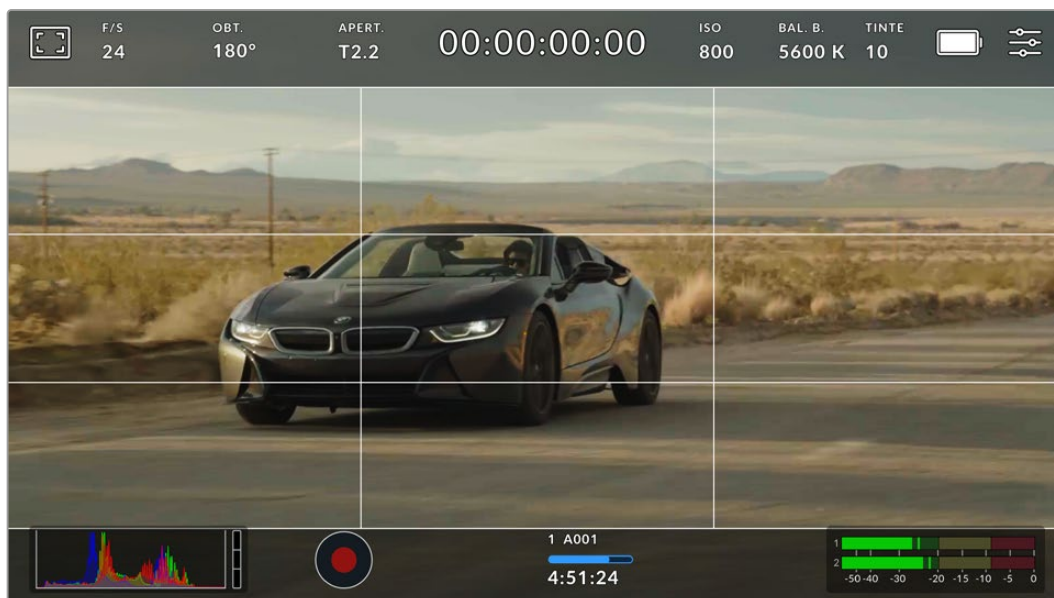 F/S
24
OBT.
180°
APERT.
T2.2
00:00:00:00
ISO
800
BAL. B.
5600 K
TINTE
10
1 A001
4:51:24
1
2
-50 -40 -30 -20 -15 -10 -5 0